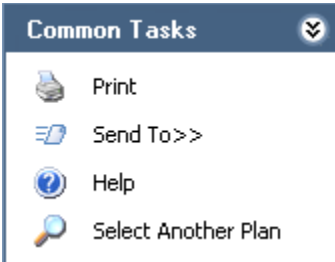 Common Tasks
Print
Send To>>
Help
Select Another Plan